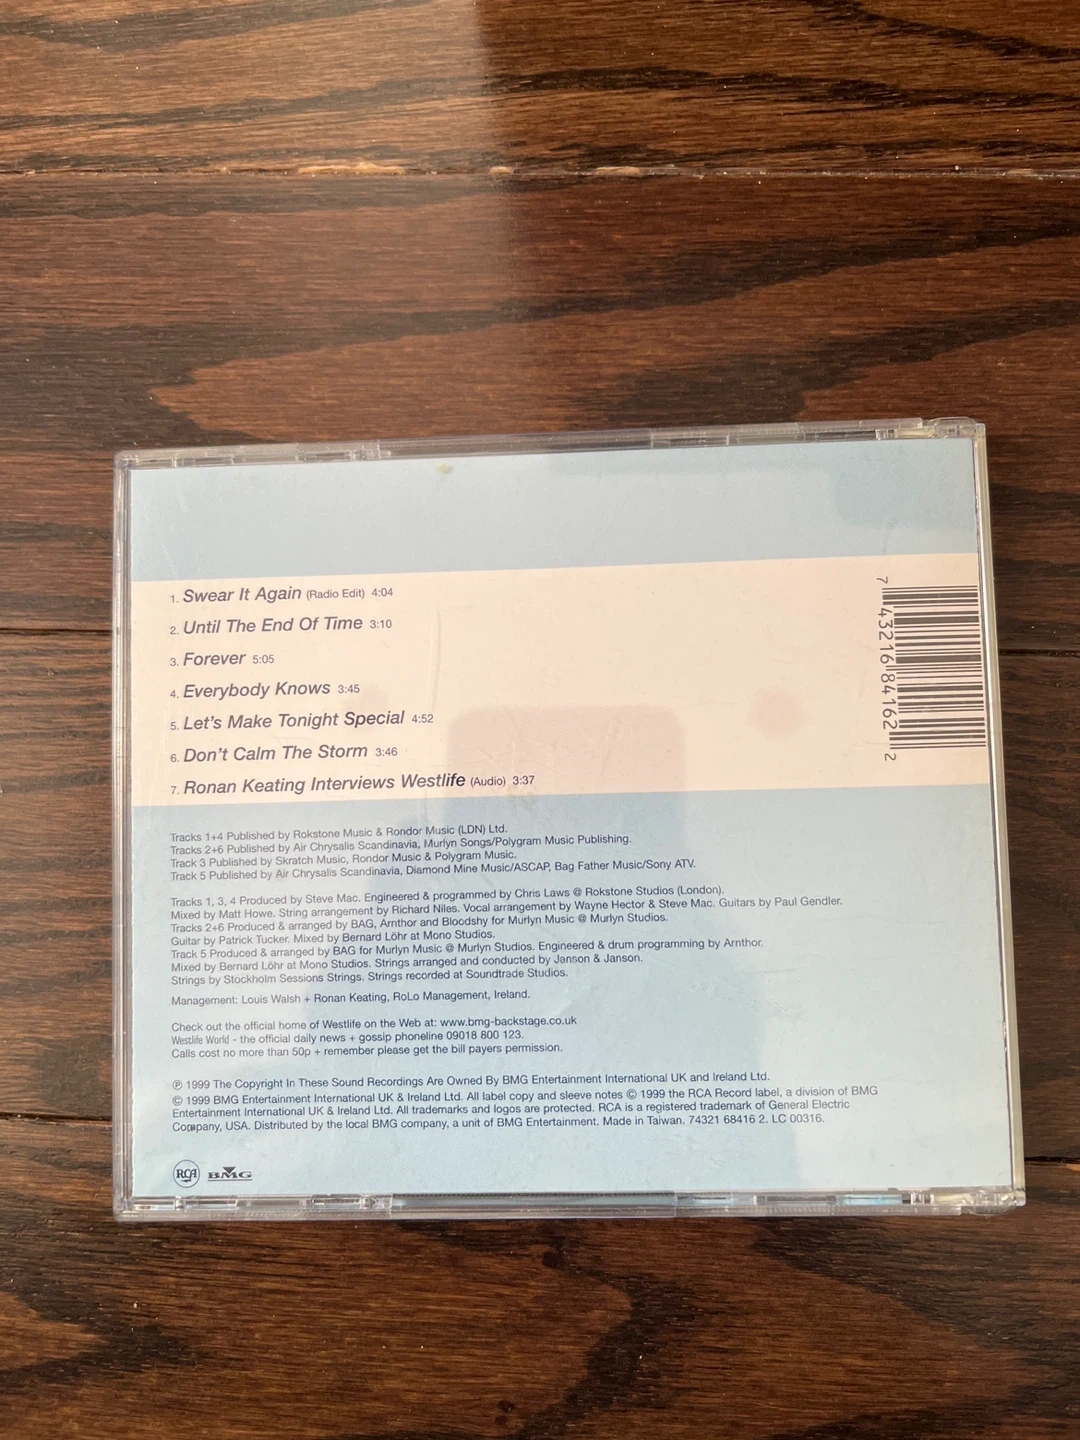 1. Swear It Again (Radio Edit) 4:04
2. Until The End Of Time 3:10
3. Forever 5:05
4. Everybody Knows 3:45
5. Let's Make Tonight Special 4:52
6. Don't Calm The Storm 3:46
7. Ronan Keating Interviews Westlife (Audio) 3:37
7 43216 84162 2
Tracks 1+4 Published by Rokstone Music & Rondor Music (LDN) Ltd.
Tracks 2+6 Published by Air Chrysalis Scandinavia, Murlyn Songs/Polygram Music Publishing.
Track 3 Published by Skratch Music, Rondor Music & Polygram Music.
Track 5 Published by Air Chrysalis Scandinavia, Diamond Mine Music/ASCAP, Bag Father Music/Sony ATV.
Tracks 1, 3, 4 Produced by Steve Mac. Engineered & programmed by Chris Laws @ Rokstone Studios (London).
Mixed by Matt Howe. String arrangement by Richard Niles. Vocal arrangement by Wayne Hector & Steve Mac. Guitars by Paul Gendler.
Tracks 2+6 Produced & arranged by BAG, Arnthor and Bloodshy for Murlyn Music @ Murlyn Studios.
Guitar by Patrick Tucker. Mixed by Bernard Löhr at Mono Studios.
Track 5 Produced & arranged by BAG for Murlyn Music @ Murlyn Studios. Engineered & drum programming by Arnthor.
Mixed by Bernard Löhr at Mono Studios. Strings arranged and conducted by Janson & Janson.
Strings by Stockholm Sessions Strings. Strings recorded at Soundtrade Studios.
Management: Louis Walsh + Ronan Keating, RoLo Management, Ireland.
Check out the official home of Westlife on the Web at: www.bmg-backstage.co.uk
Westlife World - the official daily news + gossip phoneline 09018 800 123.
Calls cost no more than 50p + remember please get the bill payers permission.
℗ 1999 The Copyright In These Sound Recordings Are Owned By BMG Entertainment International UK and Ireland Ltd.
© 1999 BMG Entertainment International UK & Ireland Ltd. All label copy and sleeve notes © 1999 the RCA Record label, a division of BMG
Entertainment International UK & Ireland Ltd. All trademarks and logos are protected. RCA is a registered trademark of General Electric
Company, USA. Distributed by the local BMG company, a unit of BMG Entertainment. Made in Taiwan. 74321 68416 2. LC 00316.
RCA BMG